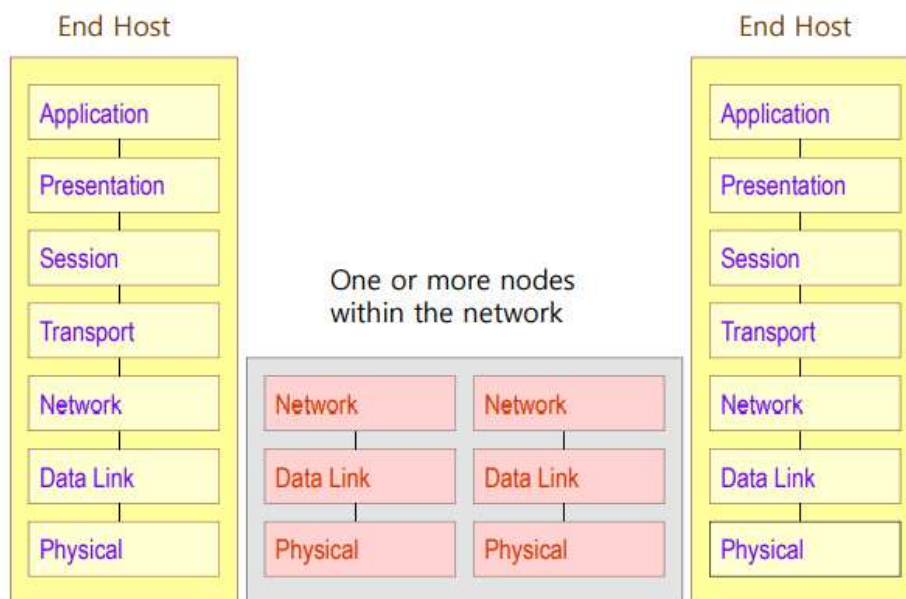 End Host
End Host
Application
Presentation
Session
Transport
Network
Data Link
Physical
One or more nodes
within the network
Network
Data Link
Physical
Network
Data Link
Physical
Application
Presentation
Session
Transport
Network
Data Link
Physical